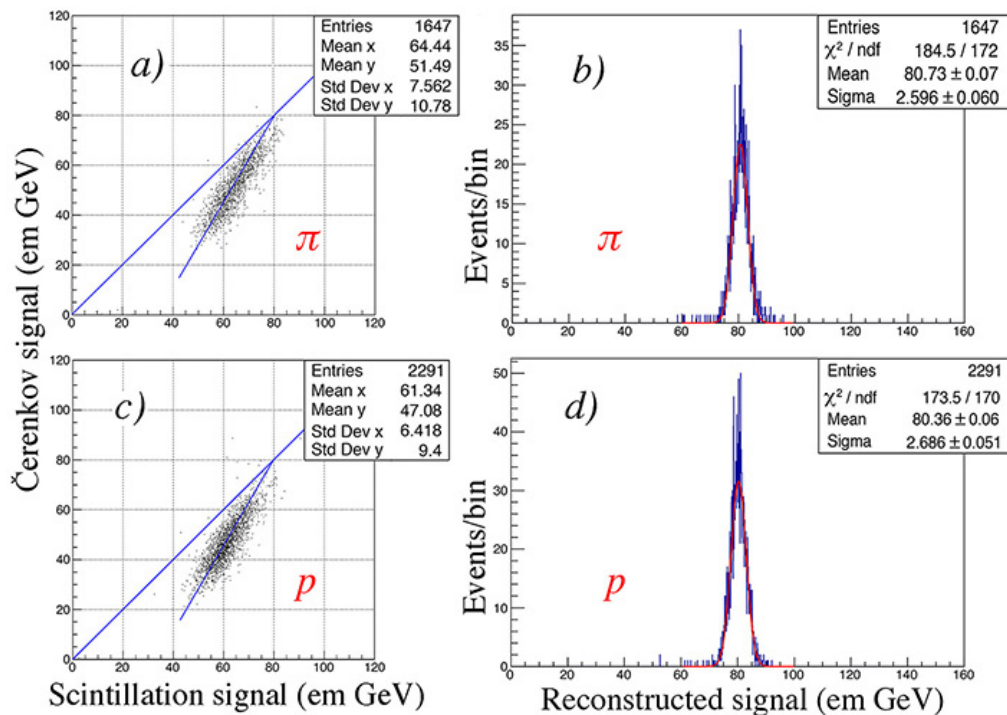 Čerenkov signal (em GeV)
a)
Entries 1647
Mean x 64.44
Mean y 51.49
Std Dev x 7.562
Std Dev y 10.78
120
100
80
60
40
20
0
π
0 20 40 60 80 100 120
Events/bin
b)
Entries 1647
χ² / ndf 184.5 / 172
Mean 80.73 ± 0.07
Sigma 2.596 ± 0.060
35
30
25
20
15
10
5
0
π
0 20 40 60 80 100 120 140 160
c)
Entries 2291
Mean x 61.34
Mean y 47.08
Std Dev x 6.418
Std Dev y 9.4
120
100
80
60
40
20
0
p
0 20 40 60 80 100 120
Scintillation signal (em GeV)
Events/bin
d)
Entries 2291
χ² / ndf 173.5 / 170
Mean 80.36 ± 0.06
Sigma 2.686 ± 0.051
50
40
30
20
10
0
p
0 20 40 60 80 100 120 140 160
Reconstructed signal (em GeV)